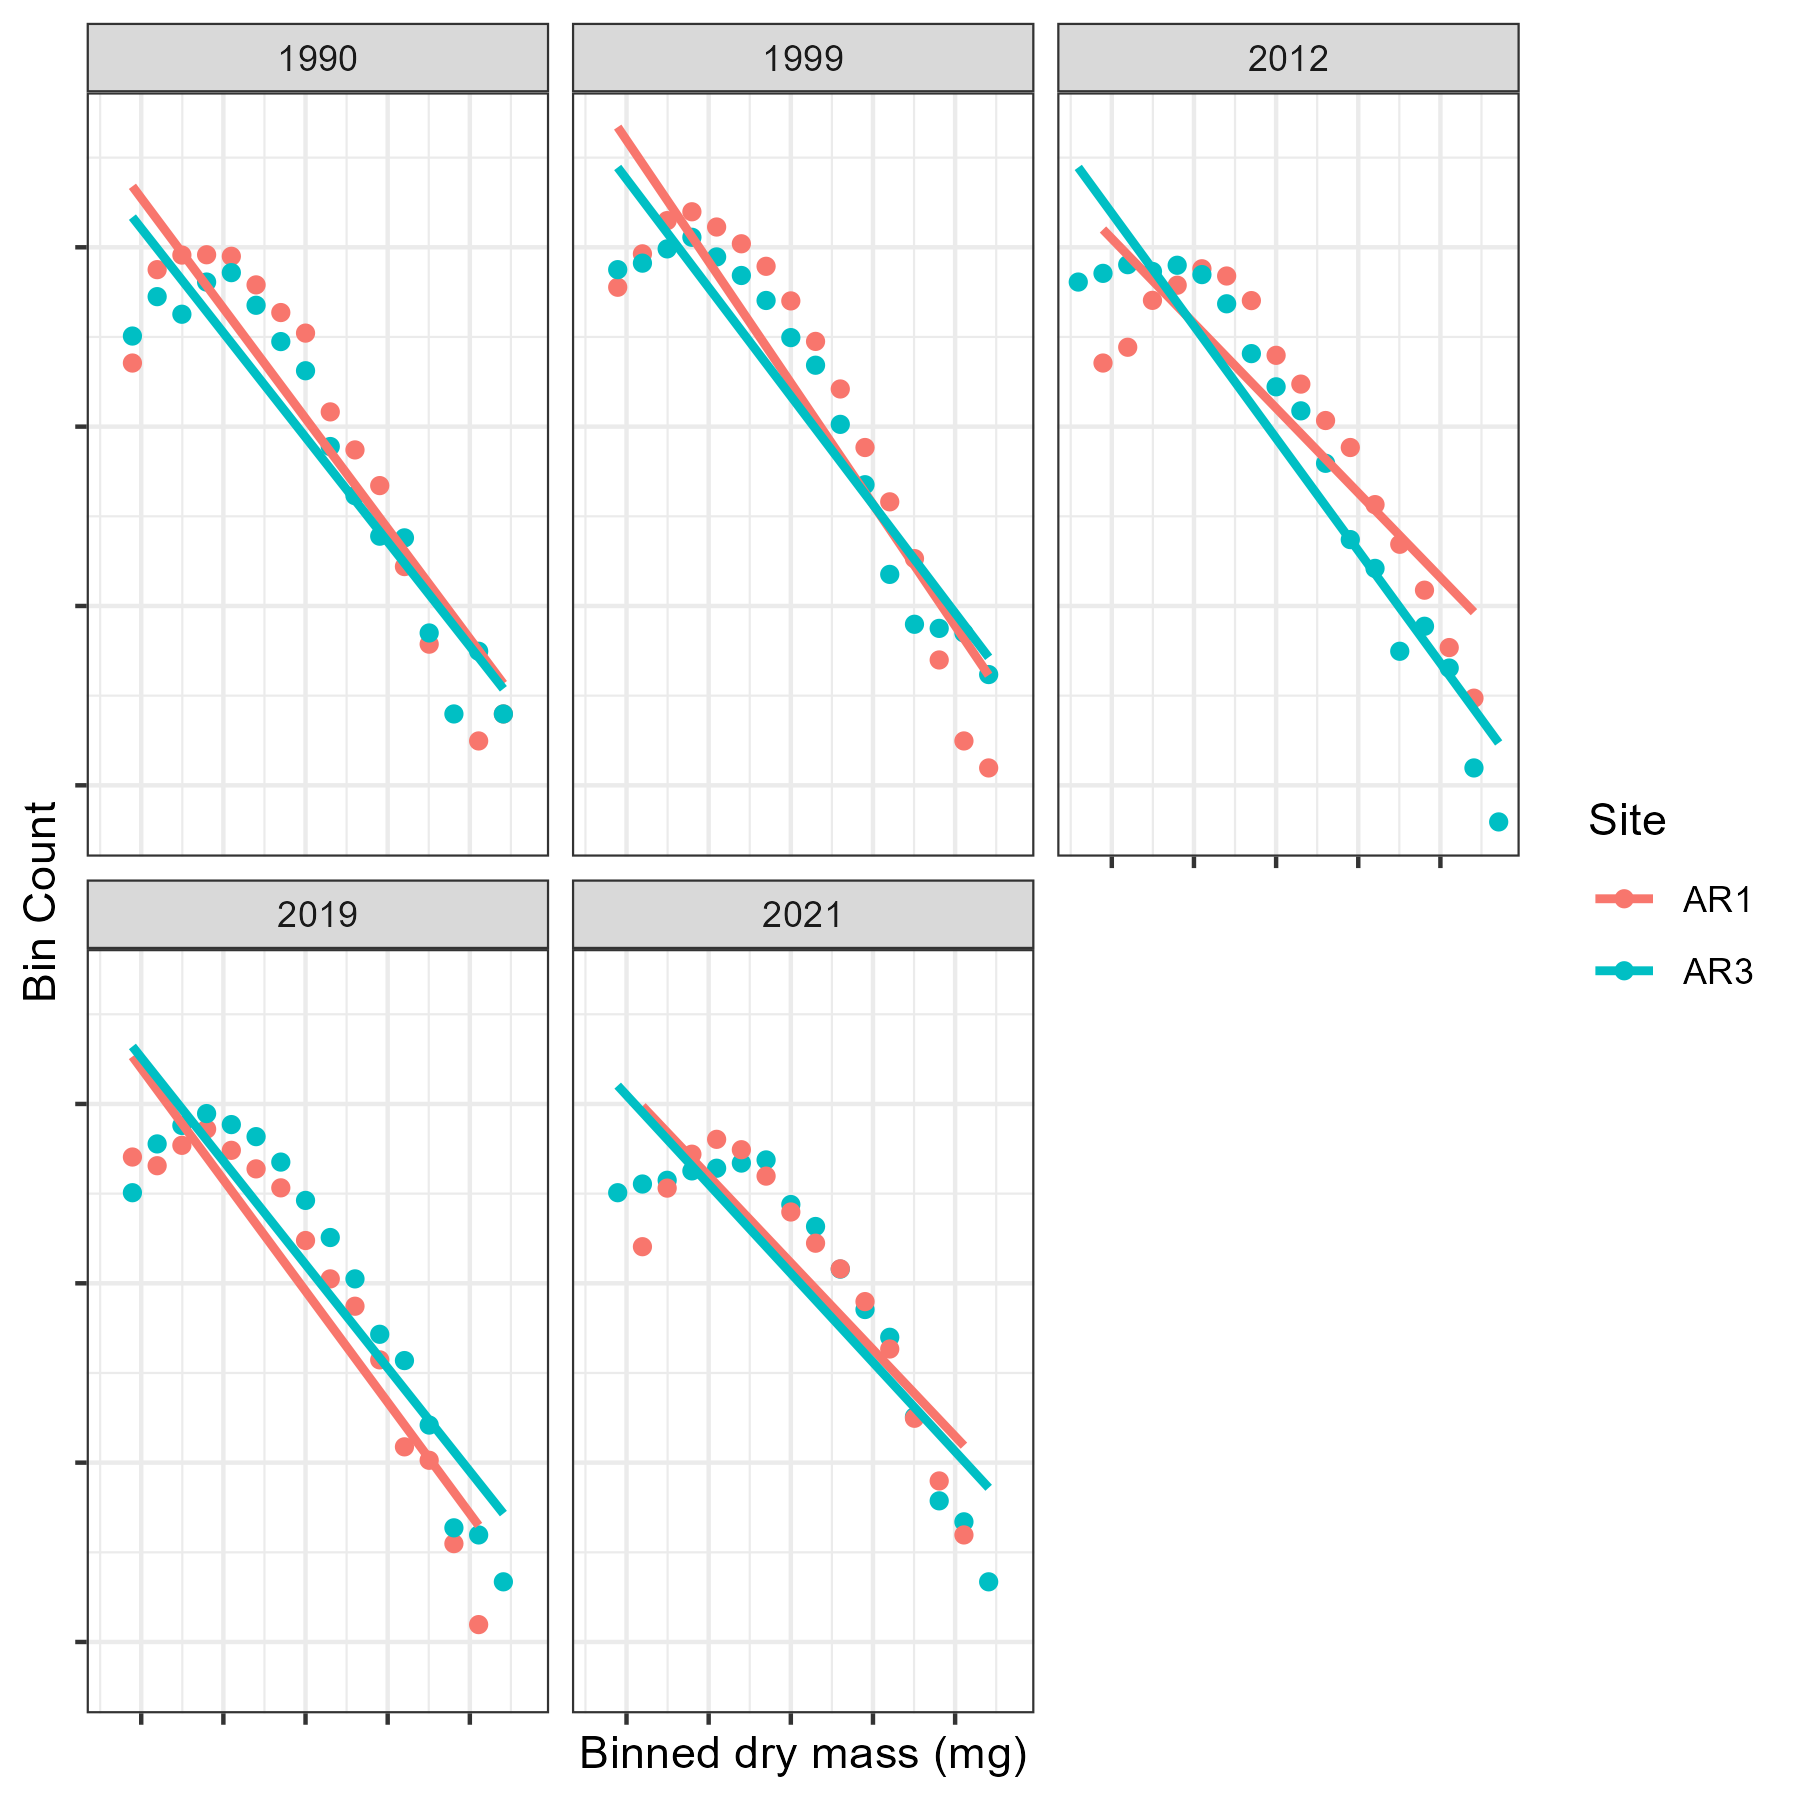 1990
1999
2012
2019
2021
Bin Count
Binned dry mass (mg)
Site
AR1
AR3